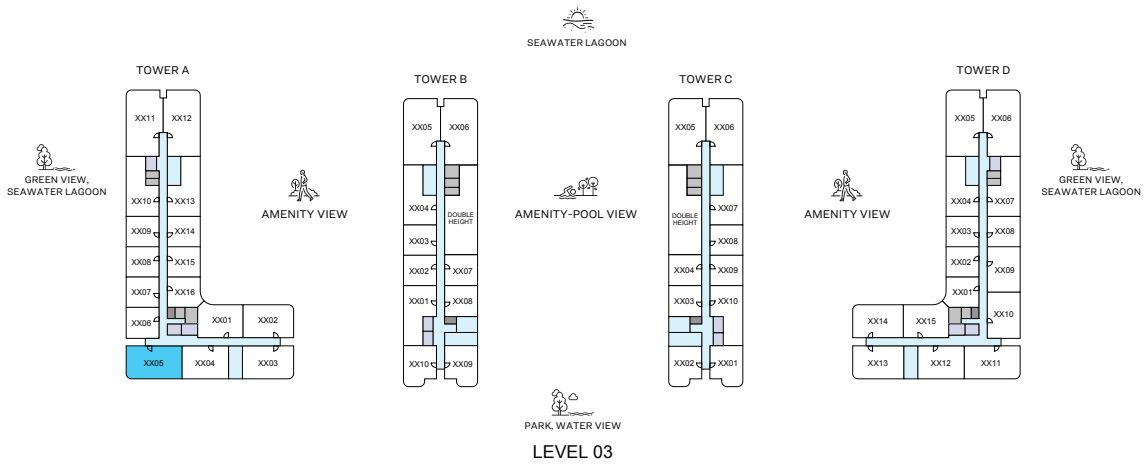 SEAWATER LAGOON
TOWER A
TOWER B
TOWER C
TOWER D
XX11 XX12
XX05 XX06
XX05 XX06
XX05 XX06
GREEN VIEW,
SEAWATER LAGOON
AMENITY VIEW
AMENITY-POOL VIEW
AMENITY VIEW
GREEN VIEW,
SEAWATER LAGOON
XX10 XX13
XX09 XX14
XX08 XX15
XX07 XX16
XX06
XX01 XX02
XX05 XX04 XX03
XX04 DOUBLE
HEIGHT
XX03
XX02 XX07
XX01 XX08
XX10 XX09
DOUBLE
HEIGHT
XX07
XX08
XX04 XX09
XX03 XX10
XX02 XX01
XX04 XX07
XX03 XX08
XX02 XX09
XX01
XX10
XX14 XX15
XX13 XX12 XX11
PARK, WATER VIEW
LEVEL 03